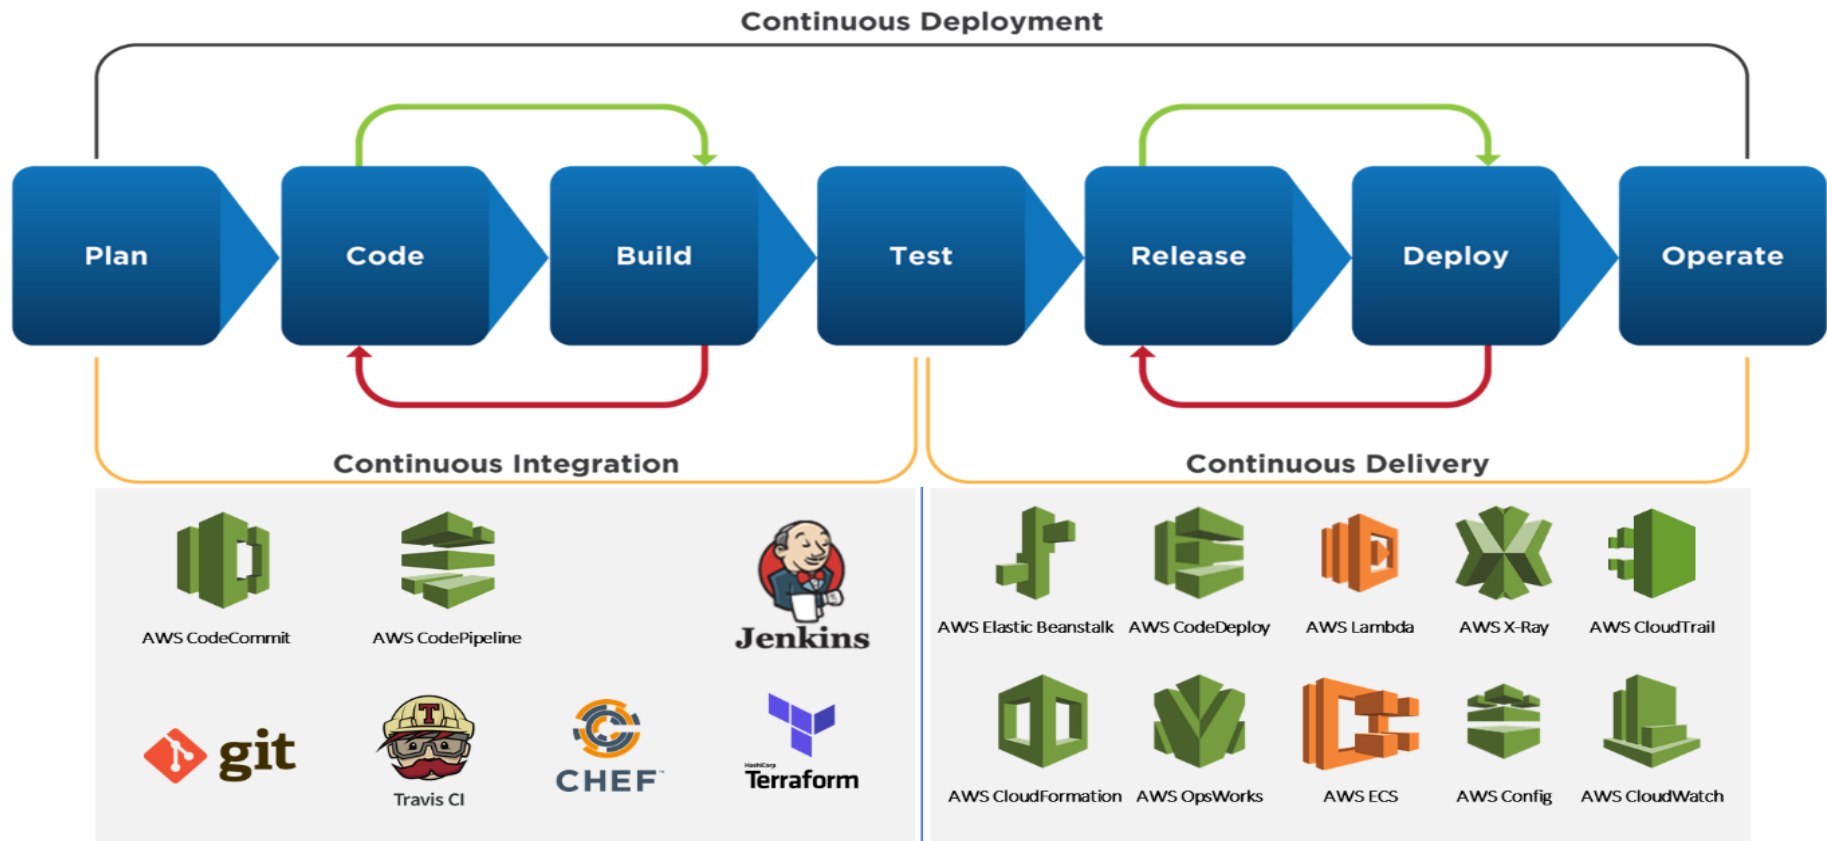 Continuous Deployment
Plan
Code
Build
Test
Release
Deploy
Operate
Continuous Integration
Continuous Delivery
AWS CodeCommit
AWS CodePipeline
Jenkins
git
T
Travis CI
CHEF™
HashiCorp
Terraform
AWS Elastic Beanstalk
AWS CodeDeploy
AWS Lambda
AWS X-Ray
AWS CloudTrail
AWS CloudFormation
AWS OpsWorks
AWS ECS
AWS Config
AWS CloudWatch